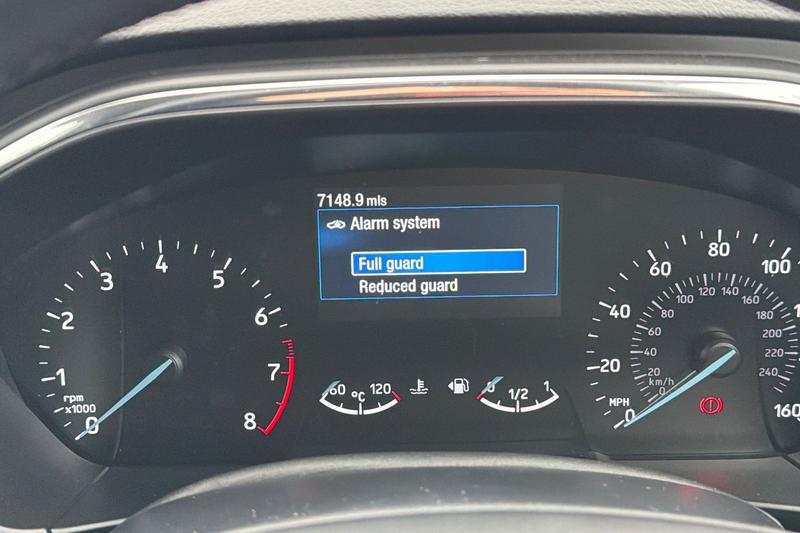 7148.9 mls
Alarm system
Full guard
Reduced guard
0
1
2
3
4
5
6
7
8
rpm
x1000
60 °C 120
0 1/2 1
0
20
40
60
80
100
160
MPH
0
20
40
60
80
100
120
140
160
180
200
220
240
km/h